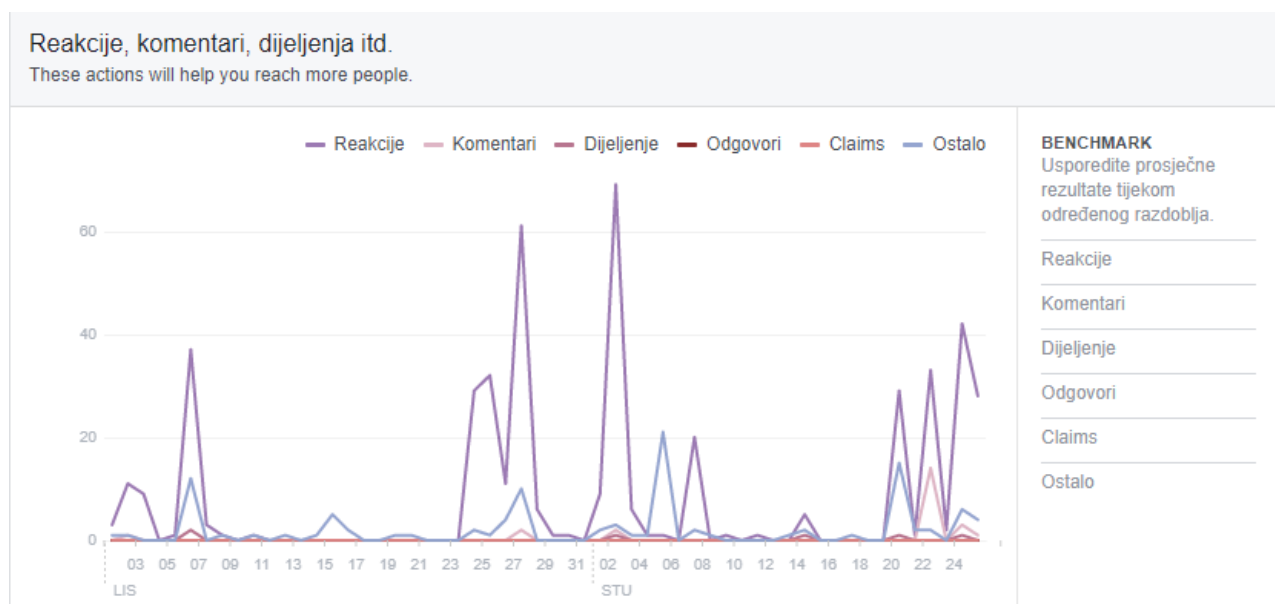 Reakcije, komentari, dijeljenja itd.
These actions will help you reach more people.
Reakcije Komentari Dijeljenje Odgovori Claims Ostalo
60
40
20
0
03 05 07 09 11 13 15 17 19 21 23 25 27 29 31 02 04 06 08 10 12 14 16 18 20 22 24
LIS STU
BENCHMARK
Usporedite prosječne
rezultate tijekom
određenog razdoblja.
Reakcije
Komentari
Dijeljenje
Odgovori
Claims
Ostalo